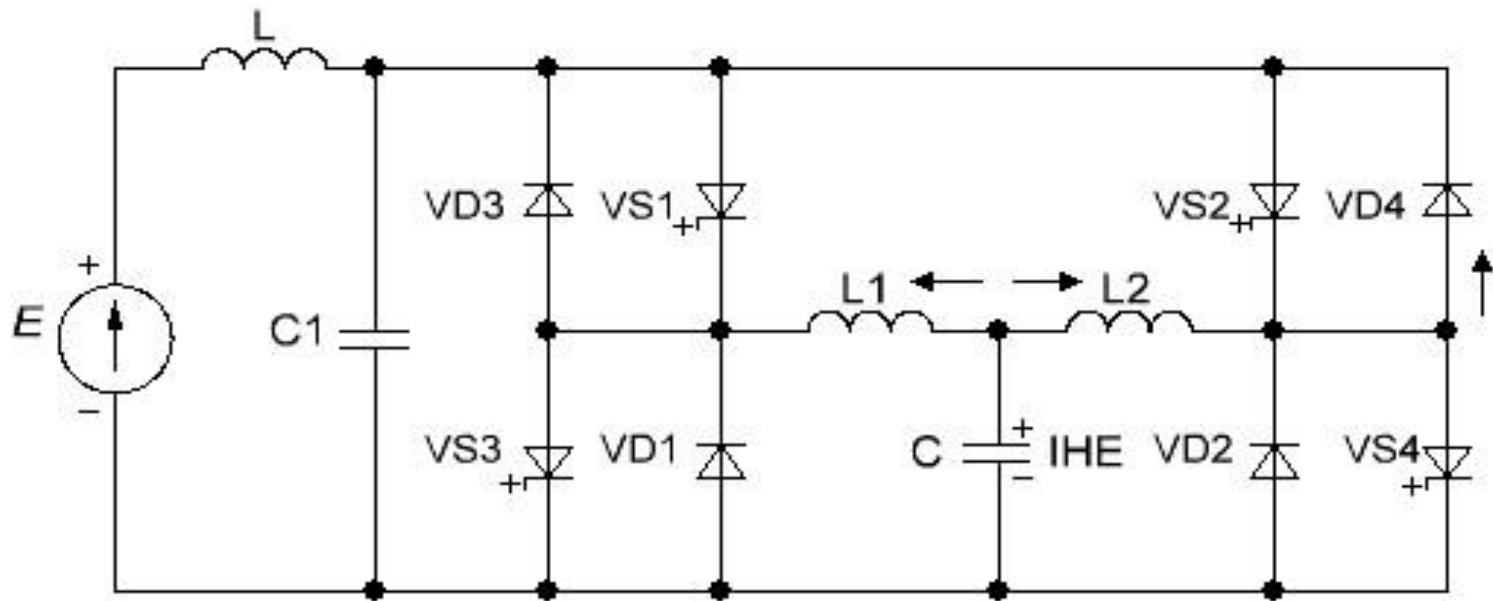 L
VD3 VS1 + VS2 + VD4
+
E
−
C1
L1 L2
VS3 + VD1 C + IHE − VD2 VS4 +